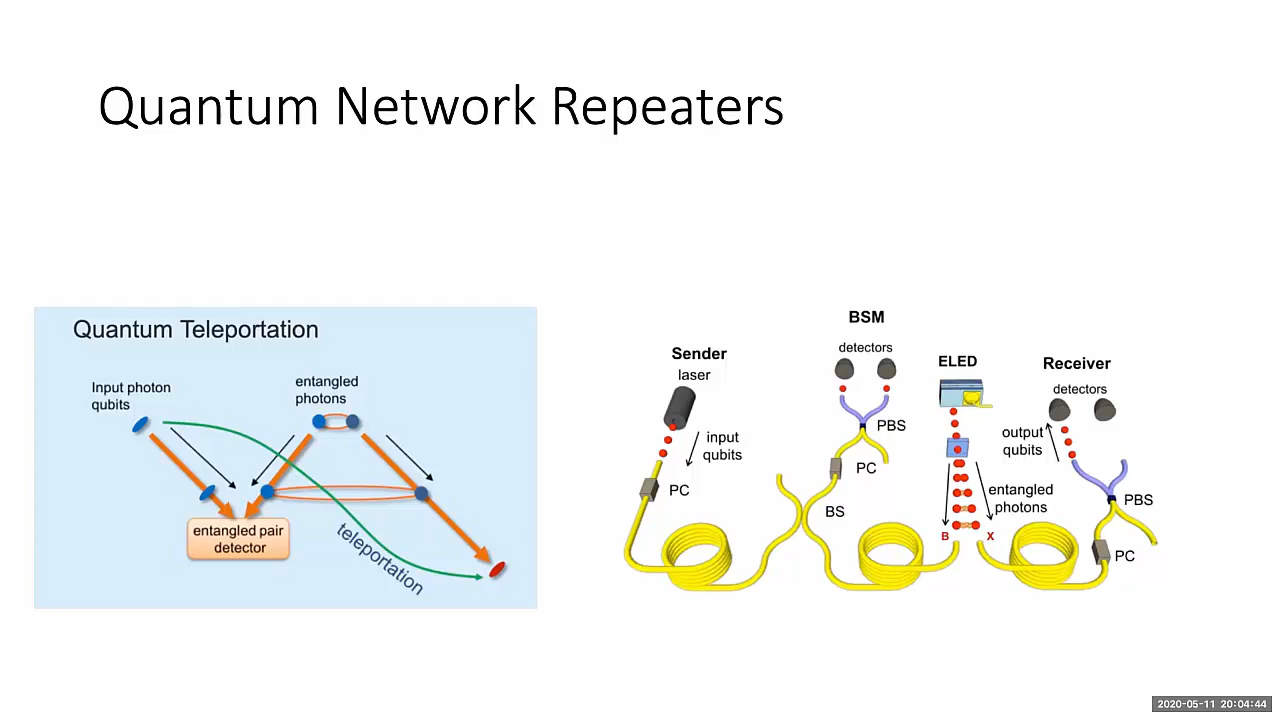 Quantum Network Repeaters
Quantum Teleportation
Input photon
qubits
entangled
photons
entangled pair
detector
teleportation
Sender
laser
input
qubits
PC
BSM
detectors
PBS
PC
BS
ELED
entangled
photons
B
X
Receiver
detectors
output
qubits
PBS
PC
2020-05-11 20:04:44